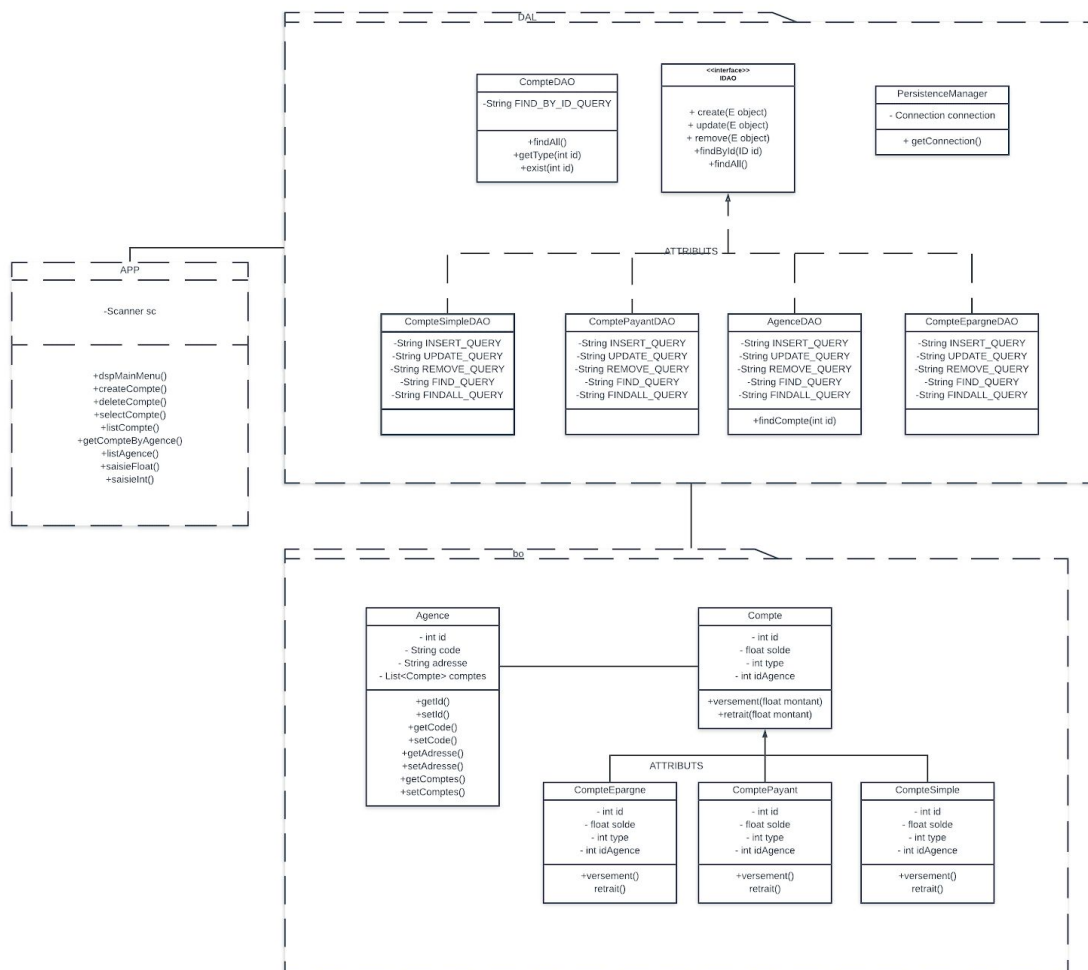 DAL
CompteDAO
-String FIND_BY_ID_QUERY
+findAll()
+getType(int id)
+exist(int id)
<<interface>>
IDAO
+ create(E object)
+ update(E object)
+ remove(E object)
+findById(ID id)
+findAll()
PersistenceManager
- Connection connection
+ getConnection()
ATTRIBUTS
APP
-Scanner sc
+dspMainMenu()
+createCompte()
+deleteCompte()
+selectCompte()
+listCompte()
+getCompteByAgence()
+listAgence()
+saisieFloat()
+saisieInt()
CompteSimpleDAO
-String INSERT_QUERY
-String UPDATE_QUERY
-String REMOVE_QUERY
-String FIND_QUERY
-String FINDALL_QUERY
ComptePayantDAO
-String INSERT_QUERY
-String UPDATE_QUERY
-String REMOVE_QUERY
-String FIND_QUERY
-String FINDALL_QUERY
AgenceDAO
-String INSERT_QUERY
-String UPDATE_QUERY
-String REMOVE_QUERY
-String FIND_QUERY
-String FINDALL_QUERY
+findCompte(int id)
CompteEpargneDAO
-String INSERT_QUERY
-String UPDATE_QUERY
-String REMOVE_QUERY
-String FIND_QUERY
-String FINDALL_QUERY
bo
Agence
- int id
- String code
- String adresse
- List<Compte> comptes
+getId()
+setId()
+getCode()
+setCode()
+getAdresse()
+setAdresse()
+getComptes()
+setComptes()
Compte
- int id
- float solde
- int type
- int idAgence
+versement(float montant)
+retrait(float montant)
ATTRIBUTS
CompteEpargne
- int id
- float solde
- int type
- int idAgence
+versement()
retrait()
ComptePayant
- int id
- float solde
- int type
- int idAgence
+versement()
retrait()
CompteSimple
- int id
- float solde
- int type
- int idAgence
+versement()
retrait()